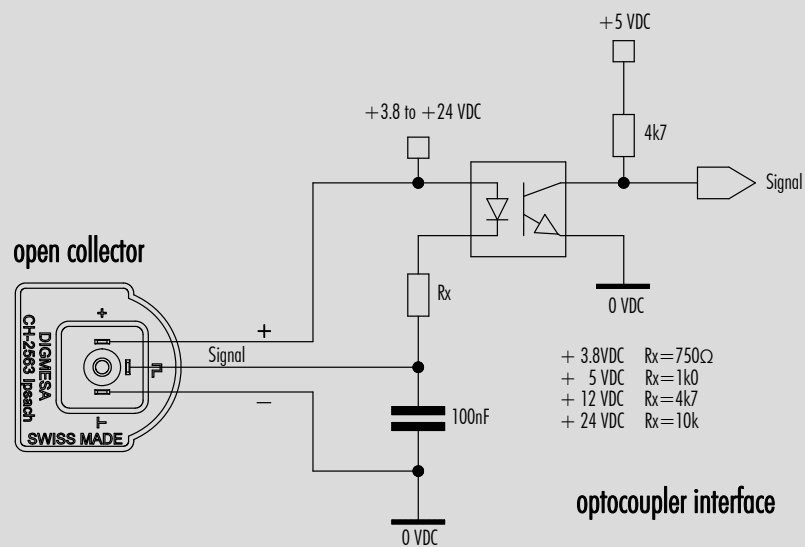 +5 VDC
+3.8 to +24 VDC
4k7
Signal
open collector
Rx
0 VDC
+
DIGMESA
CH-2563 Ipsach
⊥
SWISS MADE
+
Signal
−
100nF
+ 3.8VDC Rx=750Ω
+ 5 VDC Rx=1k0
+ 12 VDC Rx=4k7
+ 24 VDC Rx=10k
optocoupler interface
0 VDC